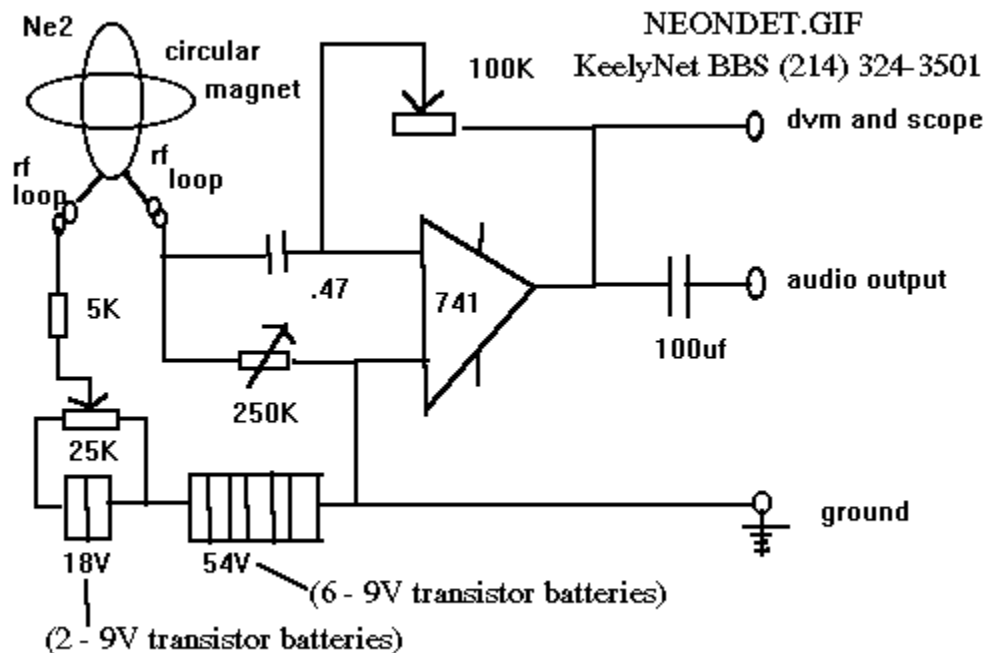 NEONDET.GIF
KeelyNet BBS (214) 324-3501
Ne2
circular
magnet
100K
dvm and scope
rf
loop
rf
loop
.47
741
audio output
5K
100uf
250K
25K
ground
18V
54V
(6 - 9V transistor batteries)
(2 - 9V transistor batteries)